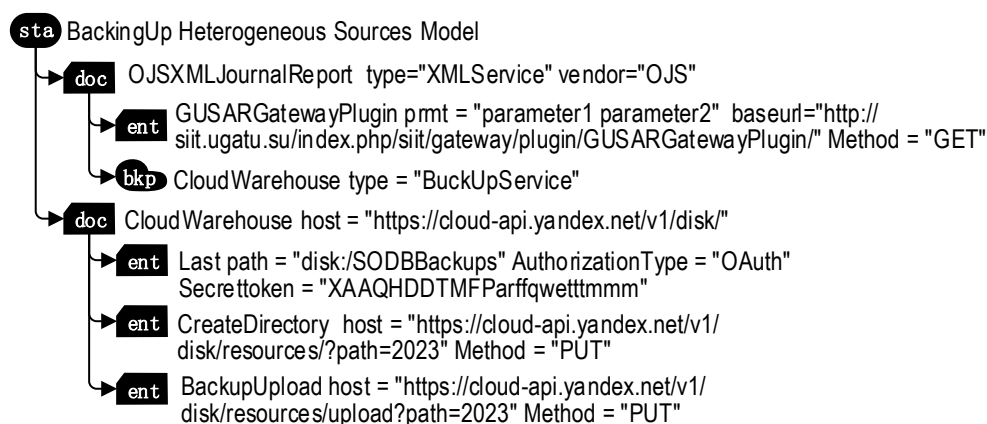 sta BackingUp Heterogeneous Sources Model
doc OJSXMLJournalReport type="XMLService" vendor="OJS"
ent GUSARGatewayPlugin prmt = "parameter1 parameter2" baseurl="http://
siit.ugatu.su/index.php/siit/gateway/plugin/GUSARGatewayPlugin/" Method = "GET"
bkp CloudWarehouse type = "BuckUpService"
doc CloudWarehouse host = "https://cloud-api.yandex.net/v1/disk/"
ent Last path = "disk:/SODBBackups" AuthorizationType = "OAuth"
Secrettoken = "XAAQHDDTMFParffqwetttmmm"
ent CreateDirectory host = "https://cloud-api.yandex.net/v1/
disk/resources/?path=2023" Method = "PUT"
ent BackupUpload host = "https://cloud-api.yandex.net/v1/
disk/resources/upload?path=2023" Method = "PUT"